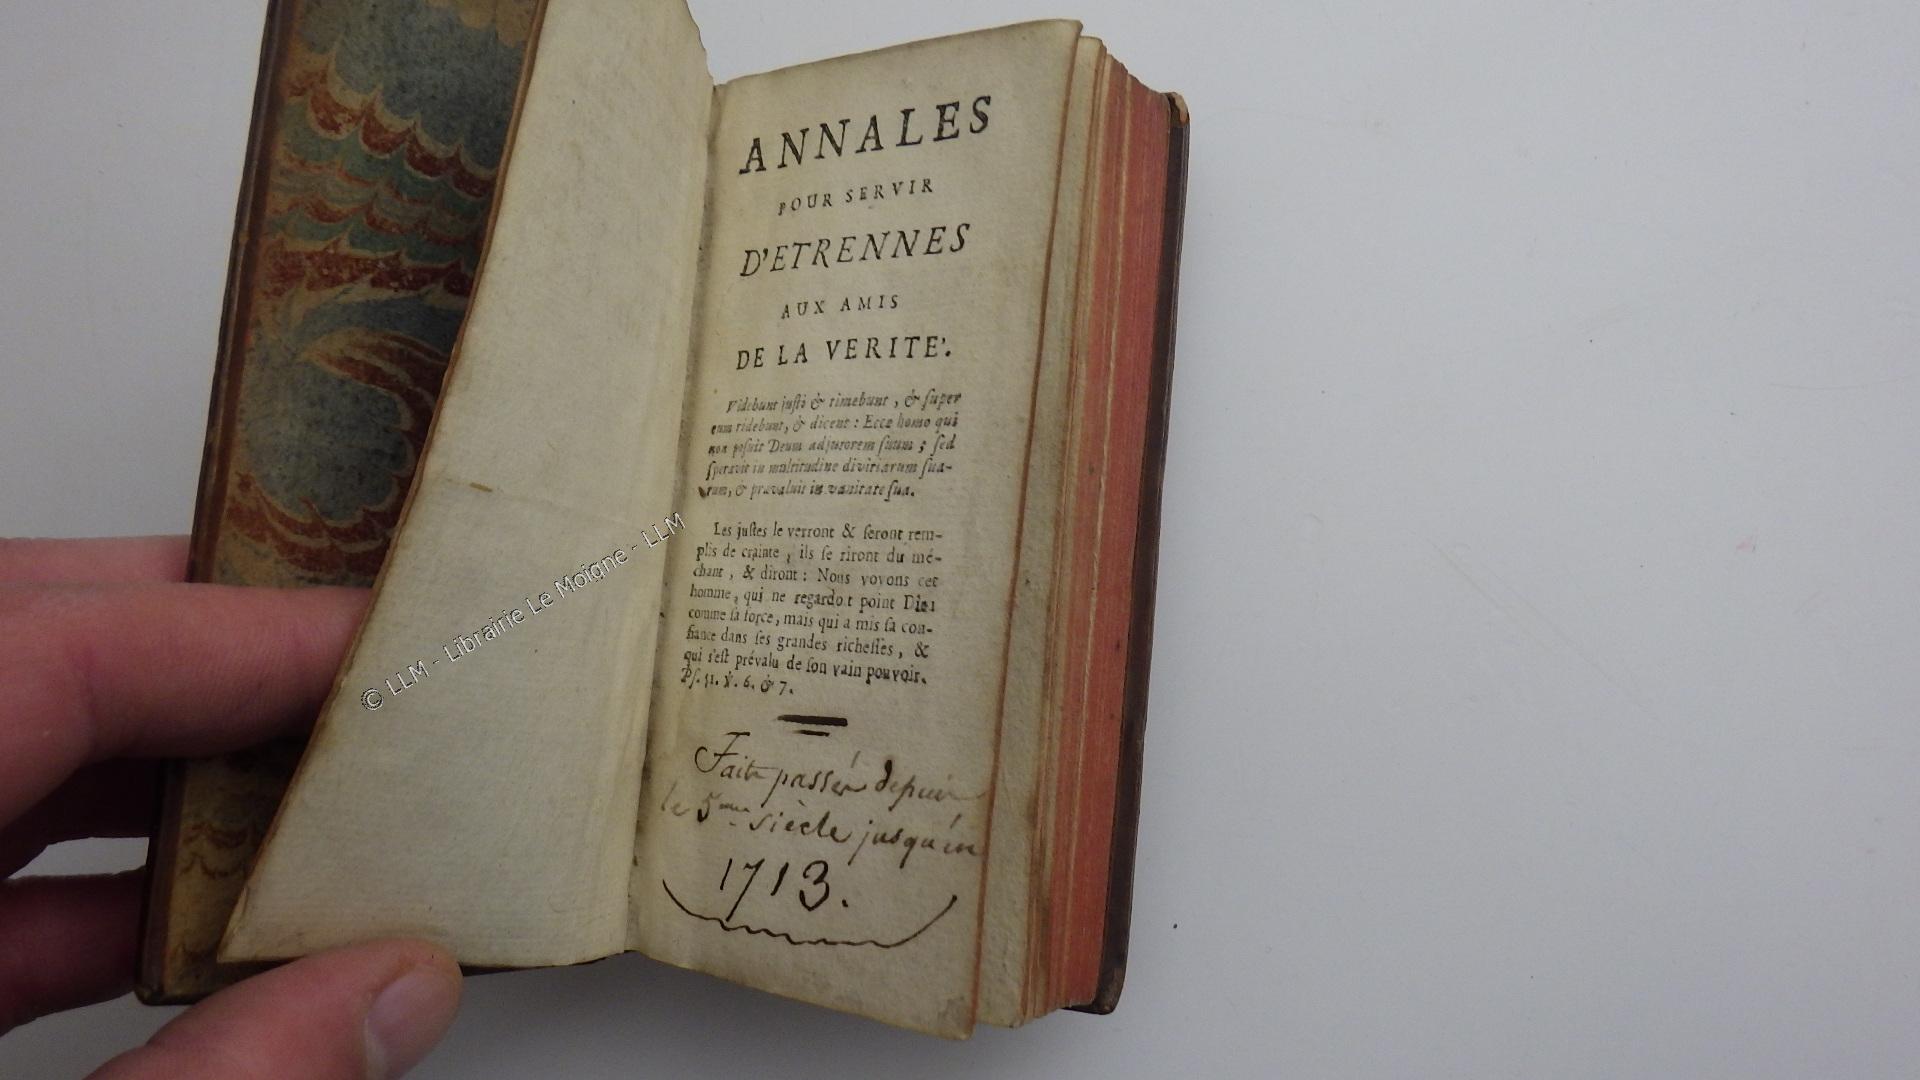 ANNALES
POUR SERVIR
D'ETRENNES
AUX AMIS
DE LA VERITE'.
Videbunt justi & timebunt, & ſuper
eum ridebunt, & dicent : Ecce homo qui
non poſuit Deum adjutorem ſuum ; ſed
ſperavit in multitudine divitiarum ſua-
rum, & prævaluit in vanitate ſua.
Les juſtes le verront & ſeront rem-
plis de crainte, ils ſe riront du mé-
chant, & diront : Nous voyons cet
homme, qui ne regardoit point Dieu
comme ſa force, mais qui a mis ſa con-
fiance dans ſes grandes richeſſes, &
qui s'eſt prévalu de ſon vain pouvoir.
Pſ. 51. ℣. 6. & 7.
Fait passés depuis
le 5me siècle jusqu'en
1713.
© LLM - Librairie Le Moigne - LLM